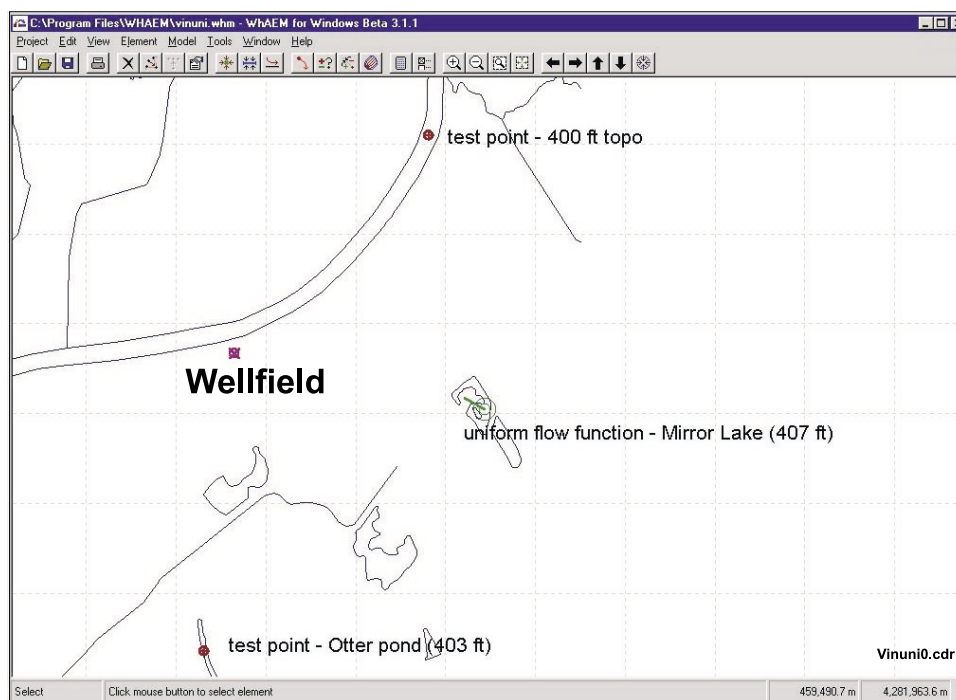 C:\Program Files\WHAEM\vinuni.whm - WhAEM for Windows Beta 3.1.1
Project Edit View Element Model Tools Window Help
test point - 400 ft topo
Wellfield
uniform flow function - Mirror Lake (407 ft)
test point - Otter pond (403 ft)
Vinuni0.cdr
Select Click mouse button to select element 459,490.7 m 4,281,963.6 m